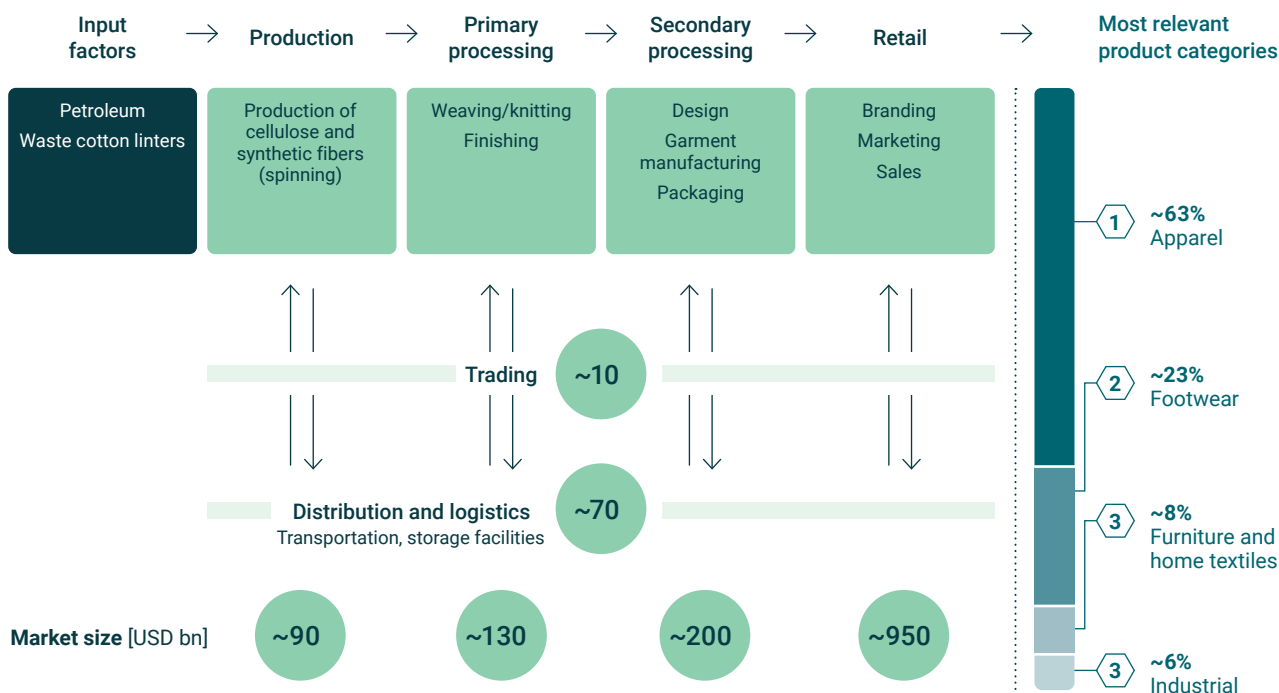 Input
factors
Production
Primary
processing
Secondary
processing
Retail
Most relevant
product categories
Petroleum
Waste cotton linters
Production of
cellulose and
synthetic fibers
(spinning)
Weaving/knitting
Finishing
Design
Garment
manufacturing
Packaging
Branding
Marketing
Sales
1
~63%
Apparel
Trading
~10
2
~23%
Footwear
Distribution and logistics
Transportation, storage facilities
~70
3
~8%
Furniture and
home textiles
Market size [USD bn]
~90
~130
~200
~950
3
~6%
Industrial